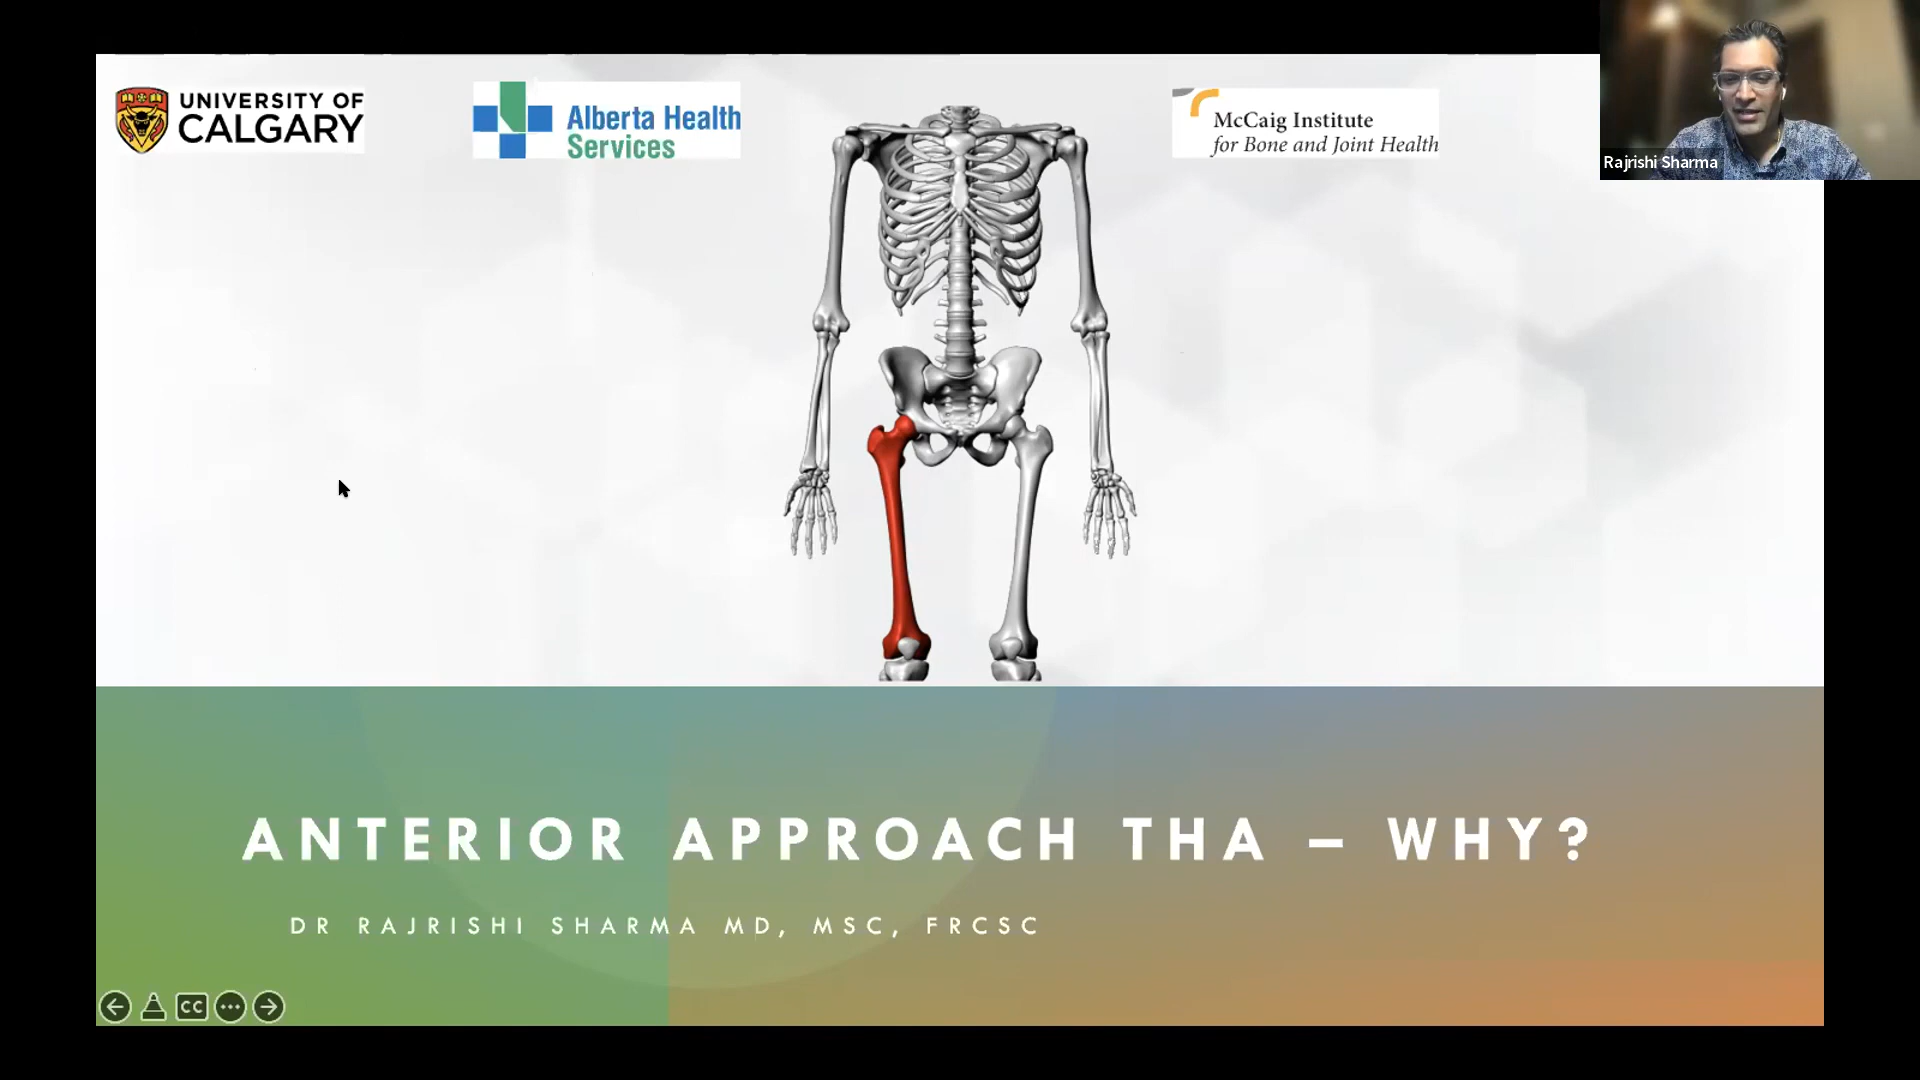 UNIVERSITY OF
CALGARY
Alberta Health
Services
McCaig Institute
for Bone and Joint Health
Rajrishi Sharma
ANTERIOR APPROACH THA – WHY?
DR RAJRISHI SHARMA MD, MSC, FRCSC
CC